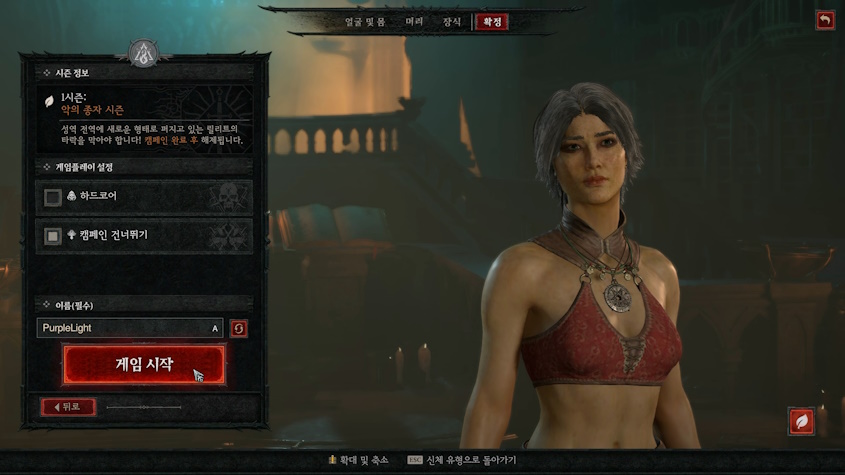 얼굴 및 몸 머리 장식 확정
시즌 정보
1시즌:
악의 종자 시즌
성역 전역에 새로운 형태로 퍼지고 있는 릴리트의
타락을 막아야 합니다! 캠페인 완료 후 해제됩니다.
게임플레이 설정
하드코어
캠페인 건너뛰기
이름(필수)
PurpleLight A
게임 시작
뒤로
확대 및 축소 ESC 신체 유형으로 돌아가기